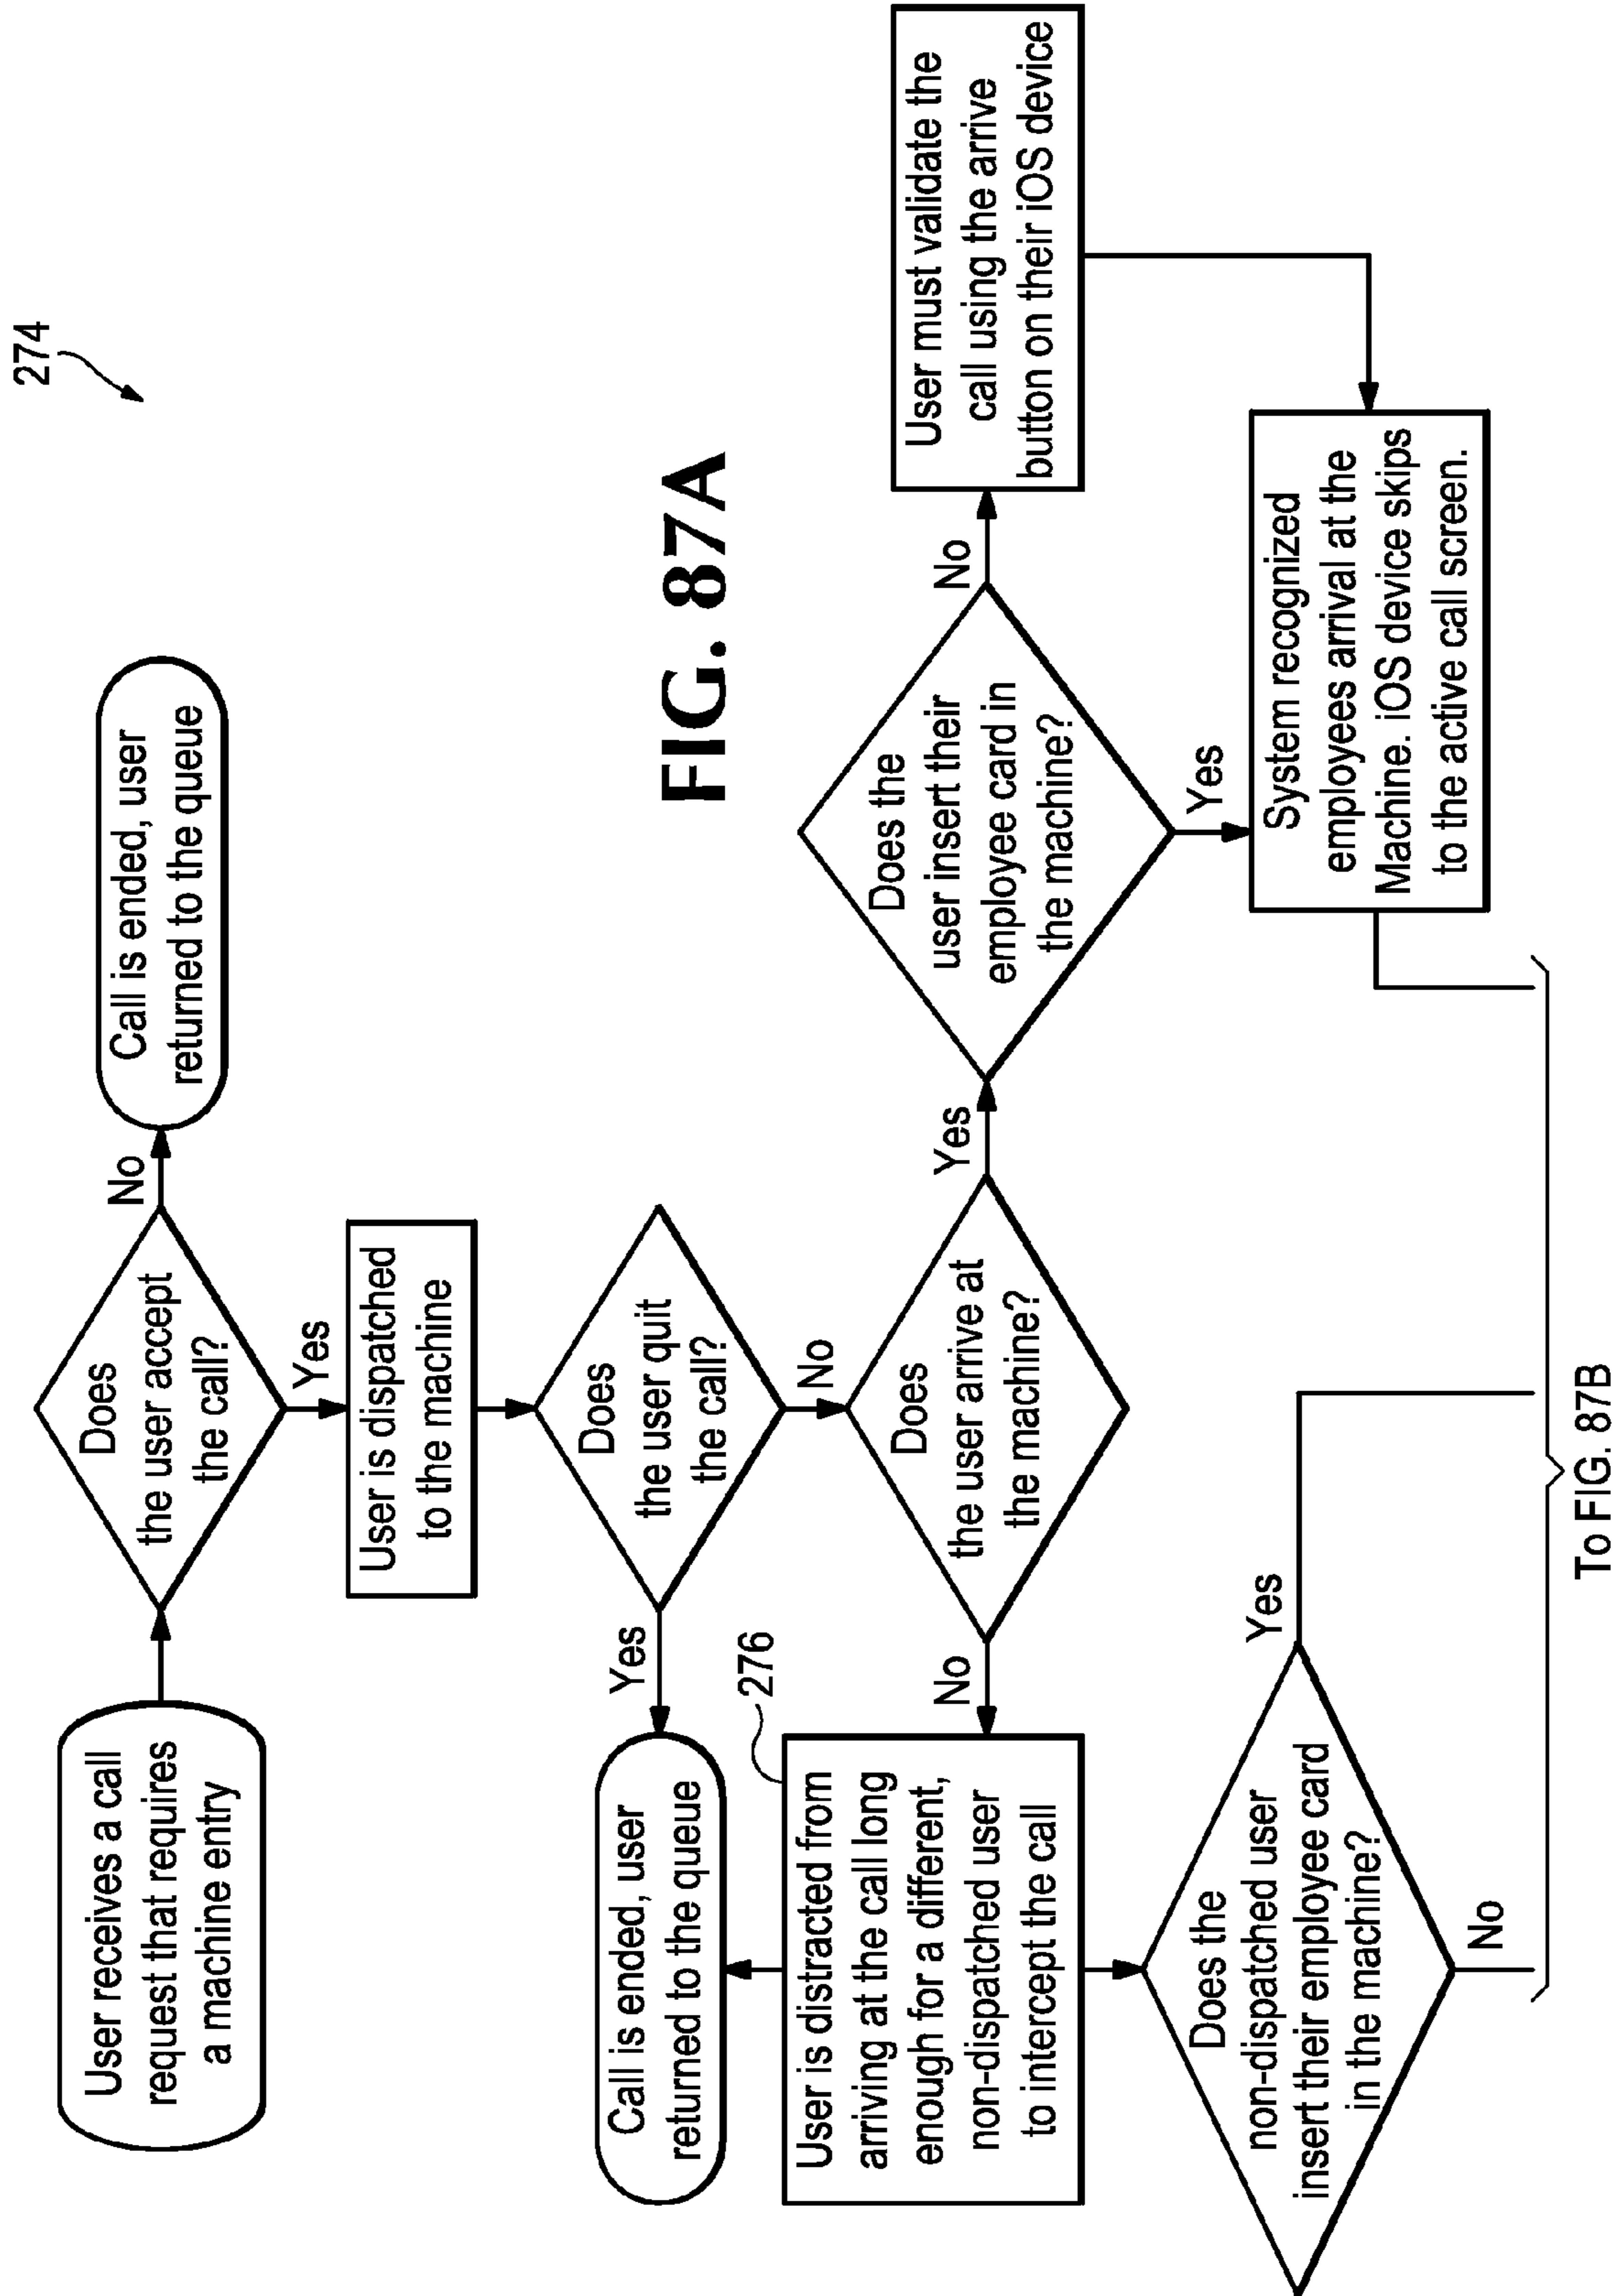 274
User receives a call
request that requires
a machine entry
Does
the user accept
the call?
No
Call is ended, user
returned to the queue
Yes
User is dispatched
to the machine
Does
the user quit
the call?
Yes
Call is ended, user
returned to the queue
No
FIG. 87A
276
User is distracted from
arriving at the call long
enough for a different,
non-dispatched user
to intercept the call
No
Does
the user arrive at
the machine?
Yes
Does the
user insert their
employee card in
the machine?
No
User must validate the
call using the arrive
button on their iOS device
Yes
System recognized
employees arrival at the
Machine. iOS device skips
to the active call screen.
Does the
non-dispatched user
insert their employee card
in the machine?
Yes
No
To FIG. 87B